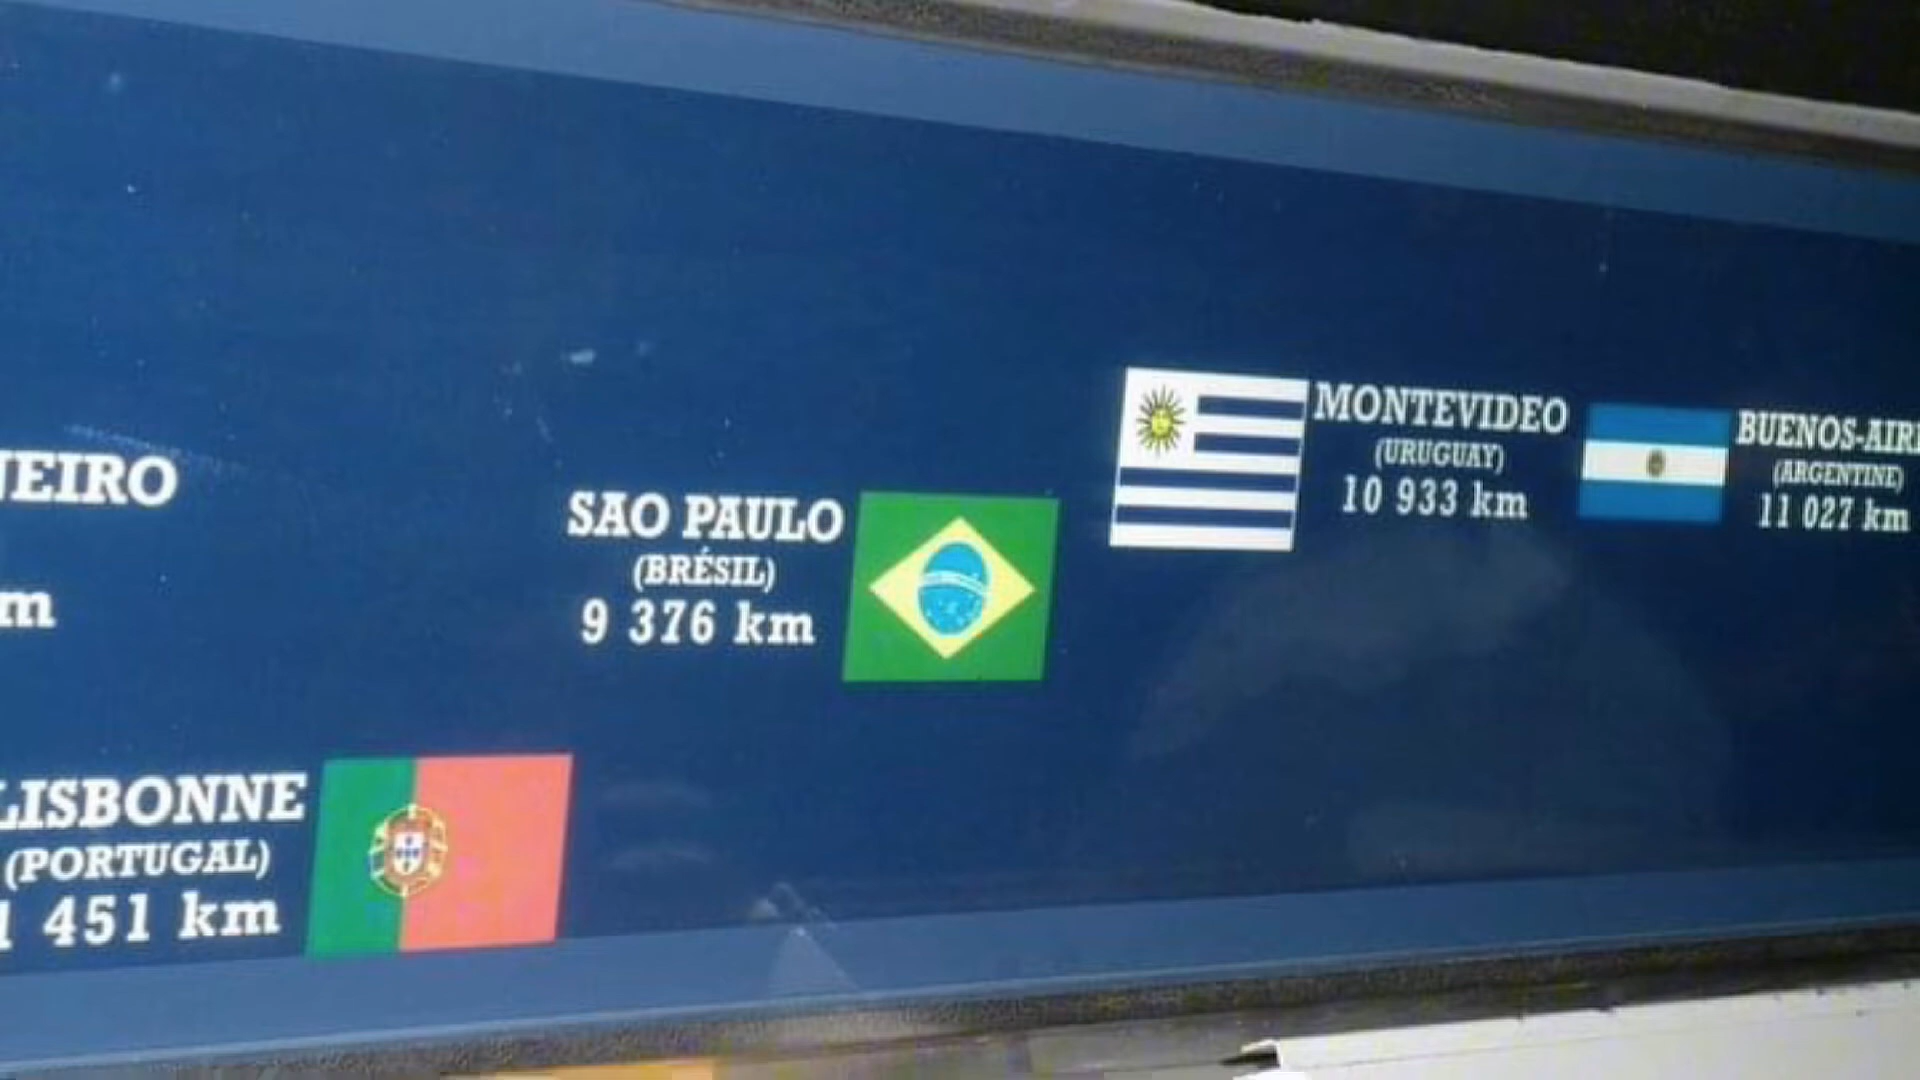 NEIRO
m
LISBONNE
(PORTUGAL)
1 451 km
SAO PAULO
(BRÉSIL)
9 376 km
MONTEVIDEO
(URUGUAY)
10 933 km
BUENOS-AIR
(ARGENTINE)
11 027 km